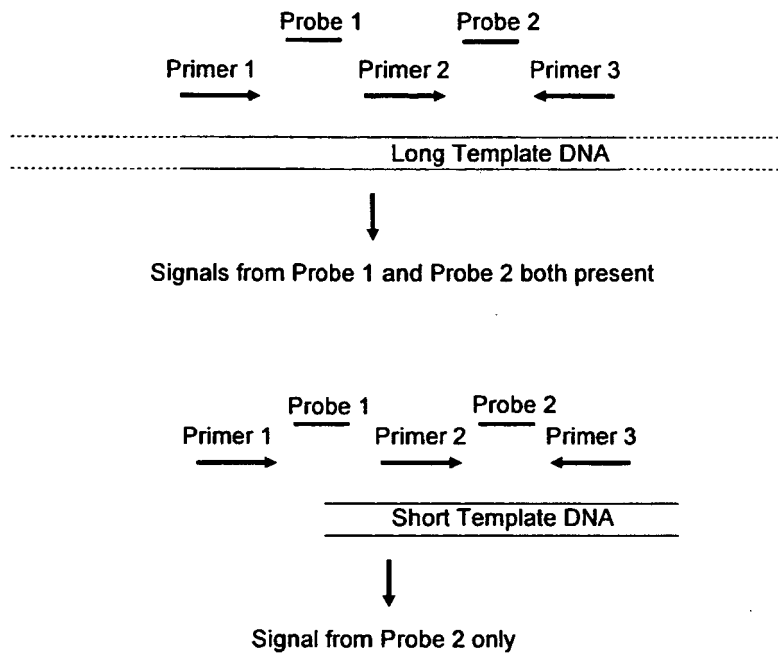 Probe 1 Probe 2
Primer 1 Primer 2 Primer 3
Long Template DNA
Signals from Probe 1 and Probe 2 both present
Probe 1 Probe 2
Primer 1 Primer 2 Primer 3
Short Template DNA
Signal from Probe 2 only